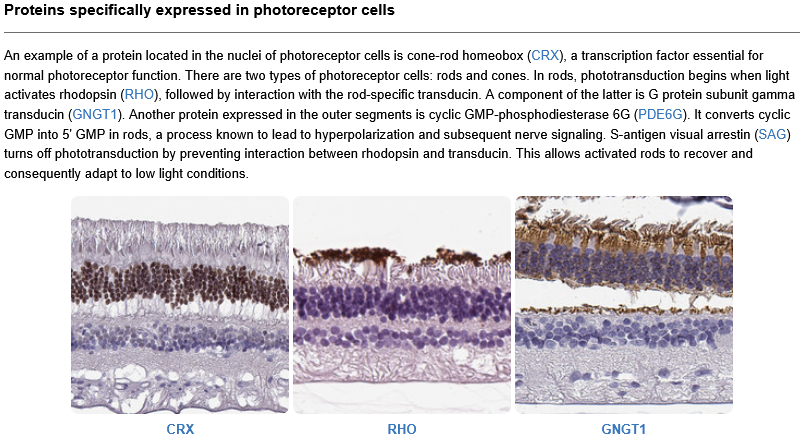 Proteins specifically expressed in photoreceptor cells
An example of a protein located in the nuclei of photoreceptor cells is cone-rod homeobox (CRX), a transcription factor essential for
normal photoreceptor function. There are two types of photoreceptor cells: rods and cones. In rods, phototransduction begins when light
activates rhodopsin (RHO), followed by interaction with the rod-specific transducin. A component of the latter is G protein subunit gamma
transducin (GNGT1). Another protein expressed in the outer segments is cyclic GMP-phosphodiesterase 6G (PDE6G). It converts cyclic
GMP into 5' GMP in rods, a process known to lead to hyperpolarization and subsequent nerve signaling. S-antigen visual arrestin (SAG)
turns off phototransduction by preventing interaction between rhodopsin and transducin. This allows activated rods to recover and
consequently adapt to low light conditions.
CRX
RHO
GNGT1